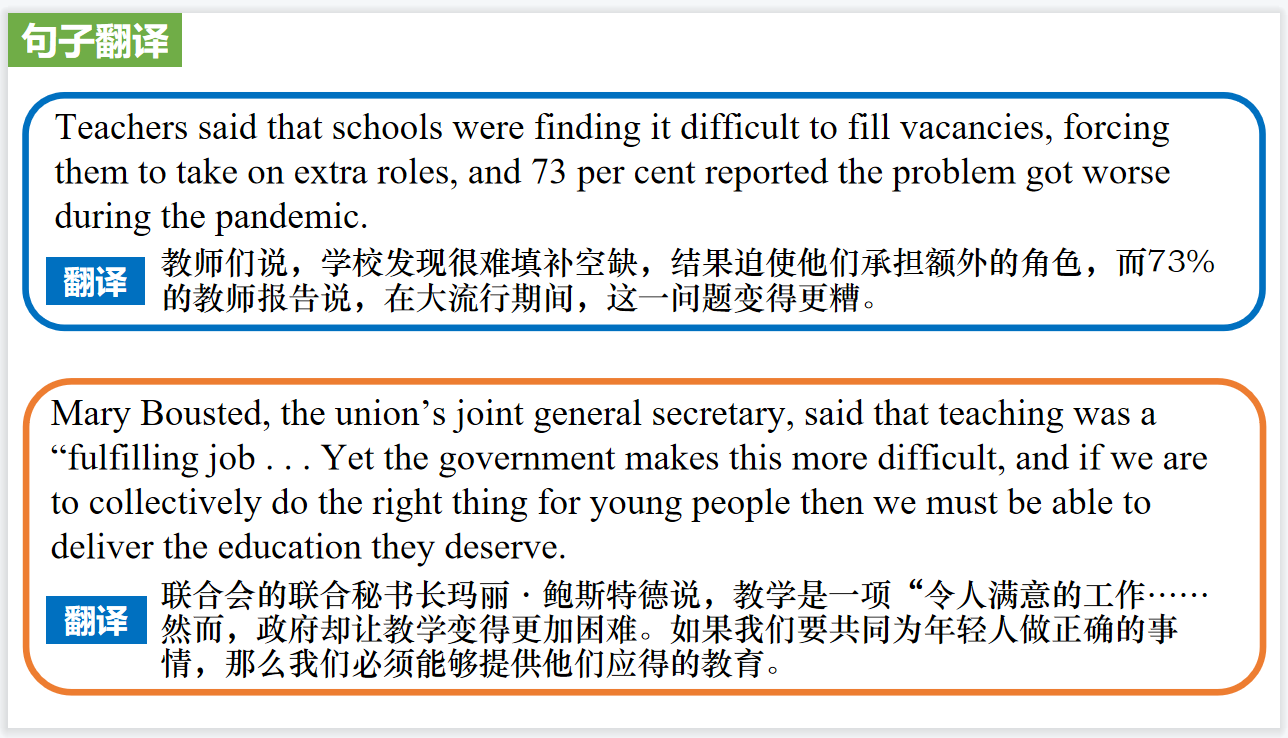 句子翻译
Teachers said that schools were finding it difficult to fill vacancies, forcing
them to take on extra roles, and 73 per cent reported the problem got worse
during the pandemic.
翻译
教师们说，学校发现很难填补空缺，结果迫使他们承担额外的角色，而73%
的教师报告说，在大流行期间，这一问题变得更糟。
Mary Bousted, the union’s joint general secretary, said that teaching was a
“fulfilling job . . . Yet the government makes this more difficult, and if we are
to collectively do the right thing for young people then we must be able to
deliver the education they deserve.
翻译
联合会的联合秘书长玛丽·鲍斯特德说，教学是一项“令人满意的工作……
然而，政府却让教学变得更加困难。如果我们要共同为年轻人做正确的事
情，那么我们必须能够提供他们应得的教育。